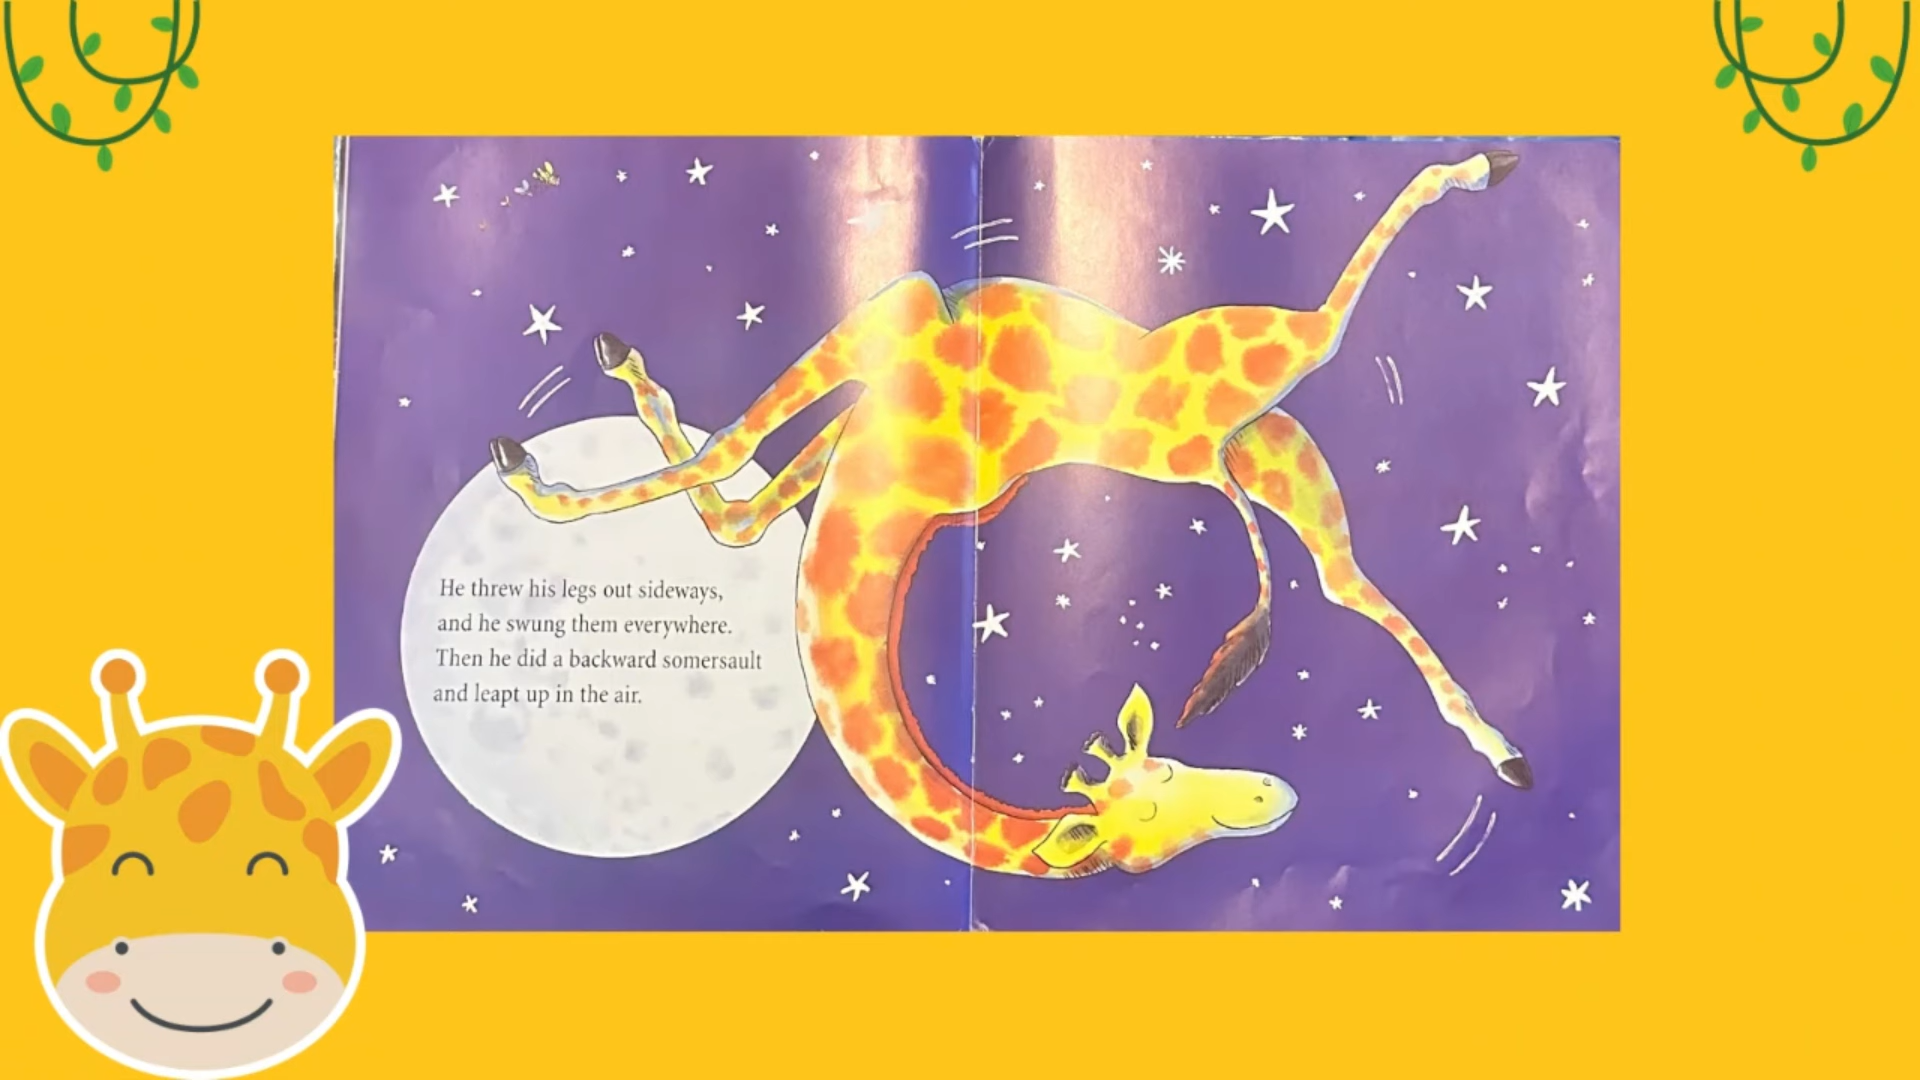 He threw his legs out sideways,
and he swung them everywhere.
Then he did a backward somersault
and leapt up in the air.